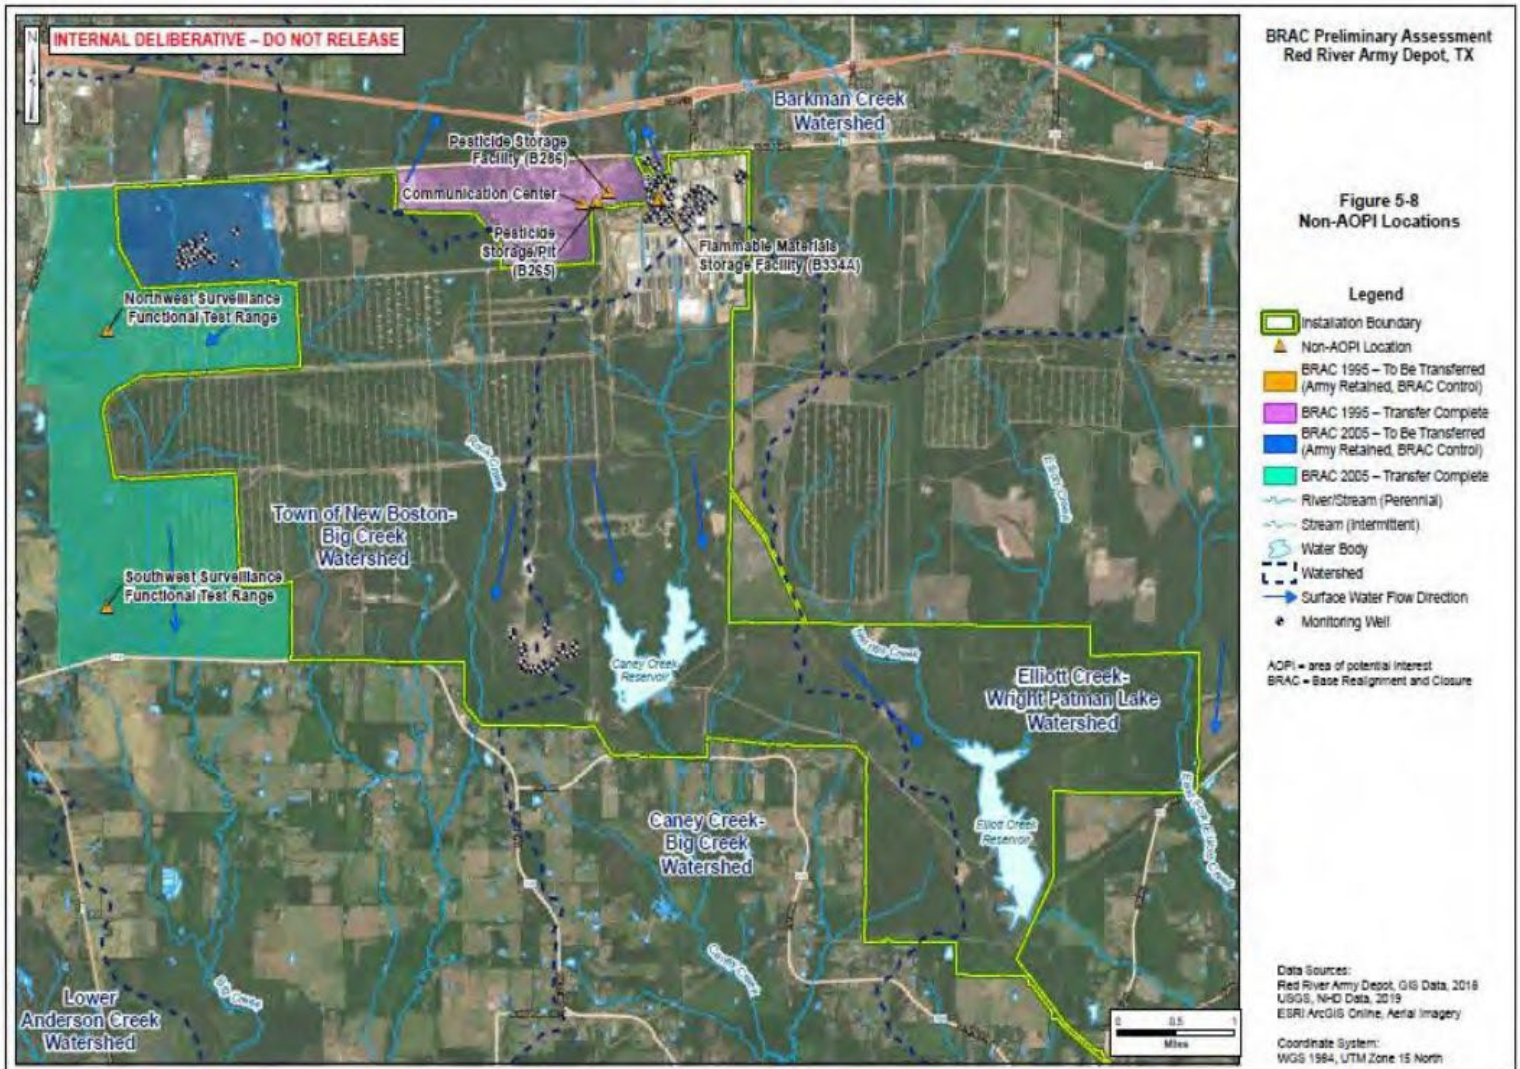 INTERNAL DELIBERATIVE – DO NOT RELEASE
N
BRAC Preliminary Assessment
Red River Army Depot, TX
Figure 5-8
Non-AOPI Locations
Legend
Installation Boundary
Non-AOPI Location
BRAC 1995 – To Be Transferred
(Army Retained, BRAC Control)
BRAC 1995 – Transfer Complete
BRAC 2005 – To Be Transferred
(Army Retained, BRAC Control)
BRAC 2005 – Transfer Complete
River/Stream (Perennial)
Stream (Intermittent)
Water Body
Watershed
Surface Water Flow Direction
Monitoring Well
AOPI = area of potential interest
BRAC = Base Realignment and Closure
Data Sources:
Red River Army Depot, GIS Data, 2018
USGS, NHD Data, 2019
ESRI ArcGIS Online, Aerial Imagery
Coordinate System:
WGS 1984, UTM Zone 15 North
Barkman Creek
Watershed
Pesticide Storage
Facility (B286)
Communication Center
Pesticide
Storage/Pit
(B265)
Flammable Materials
Storage Facility (B334A)
Northwest Surveillance
Functional Test Range
Town of New Boston-
Big Creek
Watershed
Southwest Surveillance
Functional Test Range
Caney Creek
Reservoir
Elliott Creek-
Wright Patman Lake
Watershed
Elliott Creek
Reservoir
Caney Creek-
Big Creek
Watershed
Caney Creek
Big Creek
Lower
Anderson Creek
Watershed
0 0.5 1
Miles